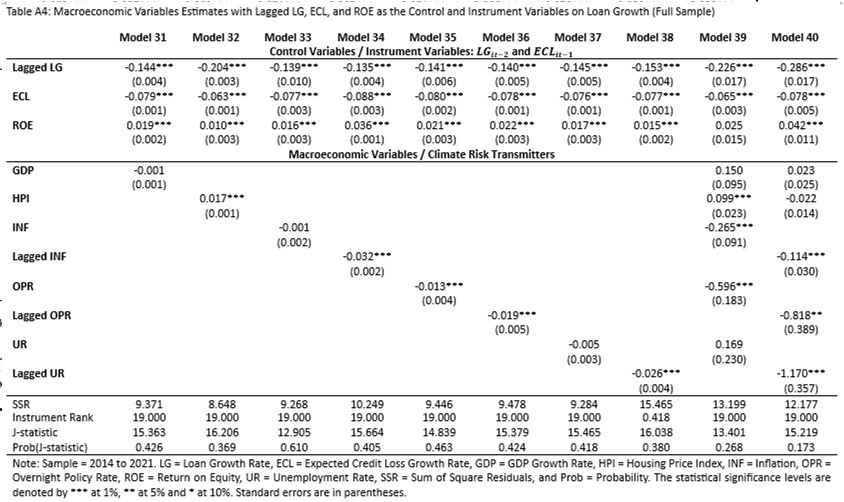 Table A4: Macroeconomic Variables Estimates with Lagged LG, ECL, and ROE as the Control and Instrument Variables on Loan Growth (Full Sample)
Model 31 Model 32 Model 33 Model 34 Model 35 Model 36 Model 37 Model 38 Model 39 Model 40
Control Variables / Instrument Variables: LGit−2 and ECLit−1
Lagged LG -0.144*** -0.204*** -0.139*** -0.135*** -0.141*** -0.140*** -0.145*** -0.153*** -0.226*** -0.286***
(0.004) (0.003) (0.010) (0.004) (0.006) (0.005) (0.005) (0.004) (0.017) (0.017)
ECL -0.079*** -0.063*** -0.077*** -0.088*** -0.080*** -0.078*** -0.076*** -0.077*** -0.065*** -0.078***
(0.001) (0.001) (0.003) (0.003) (0.002) (0.001) (0.001) (0.001) (0.003) (0.005)
ROE 0.019*** 0.010*** 0.016*** 0.036*** 0.021*** 0.022*** 0.017*** 0.015*** 0.025 0.042***
(0.002) (0.003) (0.003) (0.001) (0.003) (0.003) (0.003) (0.002) (0.015) (0.011)
Macroeconomic Variables / Climate Risk Transmitters
GDP -0.001 0.150 0.023
(0.001) (0.095) (0.025)
HPI 0.017*** 0.099*** -0.022
(0.001) (0.023) (0.014)
INF -0.001 -0.265***
(0.002) (0.091)
Lagged INF -0.032*** -0.114***
(0.002) (0.030)
OPR -0.013*** -0.596***
(0.004) (0.183)
Lagged OPR -0.019*** -0.818**
(0.005) (0.389)
UR -0.005 0.169
(0.003) (0.230)
Lagged UR -0.026*** -1.170***
(0.004) (0.357)
SSR 9.371 8.648 9.268 10.249 9.446 9.478 9.284 15.465 13.199 12.177
Instrument Rank 19.000 19.000 19.000 19.000 19.000 19.000 19.000 0.418 19.000 19.000
J-statistic 15.363 16.206 12.905 15.664 14.839 15.379 15.465 16.038 13.401 15.219
Prob(J-statistic) 0.426 0.369 0.610 0.405 0.463 0.424 0.418 0.380 0.268 0.173
Note: Sample = 2014 to 2021. LG = Loan Growth Rate, ECL = Expected Credit Loss Growth Rate, GDP = GDP Growth Rate, HPI = Housing Price Index, INF = Inflation, OPR =
Overnight Policy Rate, ROE = Return on Equity, UR = Unemployment Rate, SSR = Sum of Square Residuals, and Prob = Probability. The statistical significance levels are
denoted by *** at 1%, ** at 5% and * at 10%. Standard errors are in parentheses.